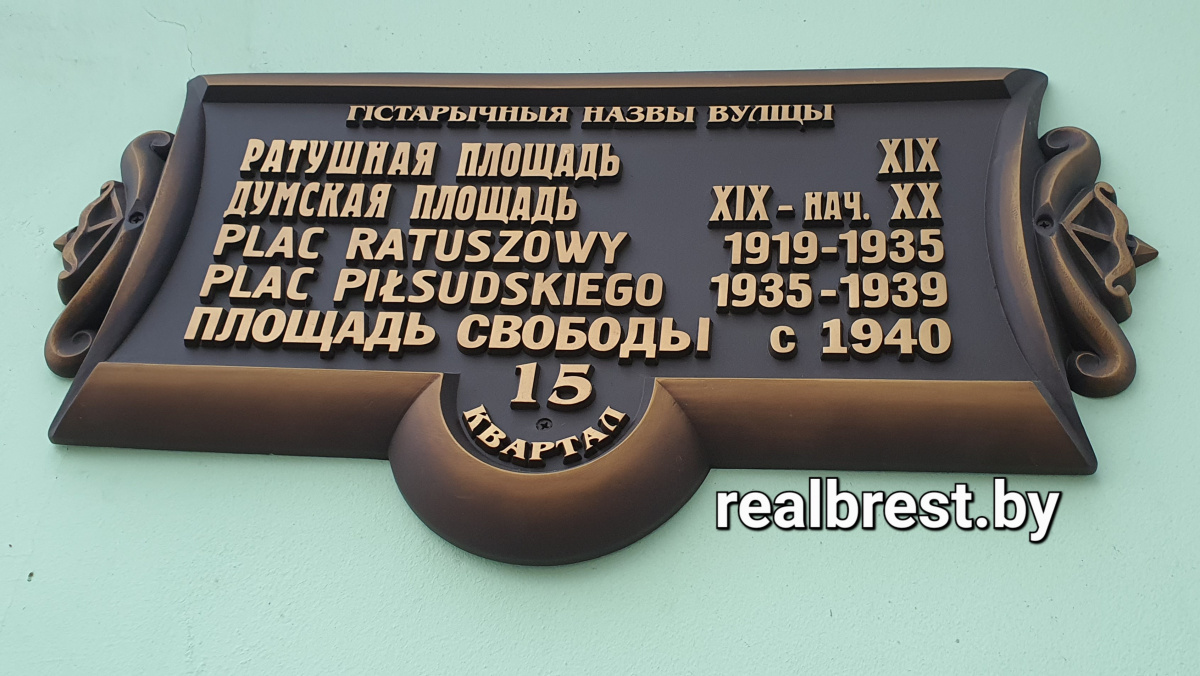 ГІСТАРЫЧНЫЯ НАЗВЫ ВУЛІЦЫ
РАТУШНАЯ ПЛОЩАДЬ XIX
ДУМСКАЯ ПЛОЩАДЬ XIX - НАЧ. XX
PLAC RATUSZOWY 1919-1935
PLAC PIŁSUDSKIEGO 1935-1939
ПЛОЩАДЬ СВОБОДЫ с 1940
15
КВАРТАЛ
realbrest.by